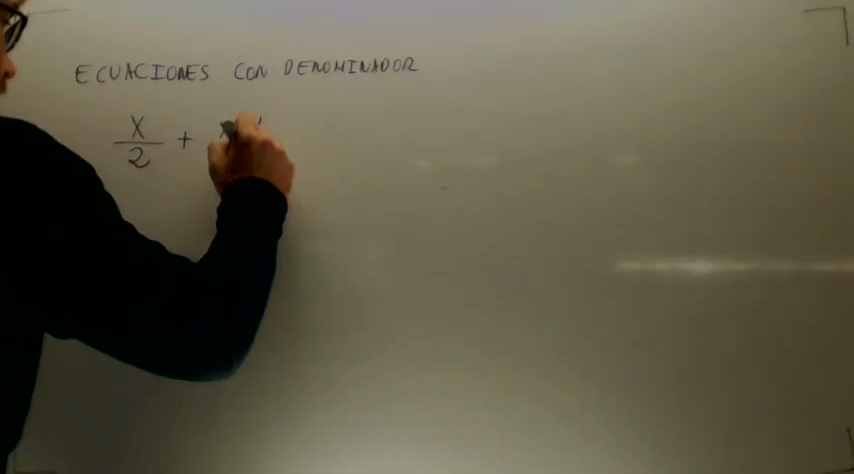 ECUACIONES CON DENOMINADOR
x/2 +